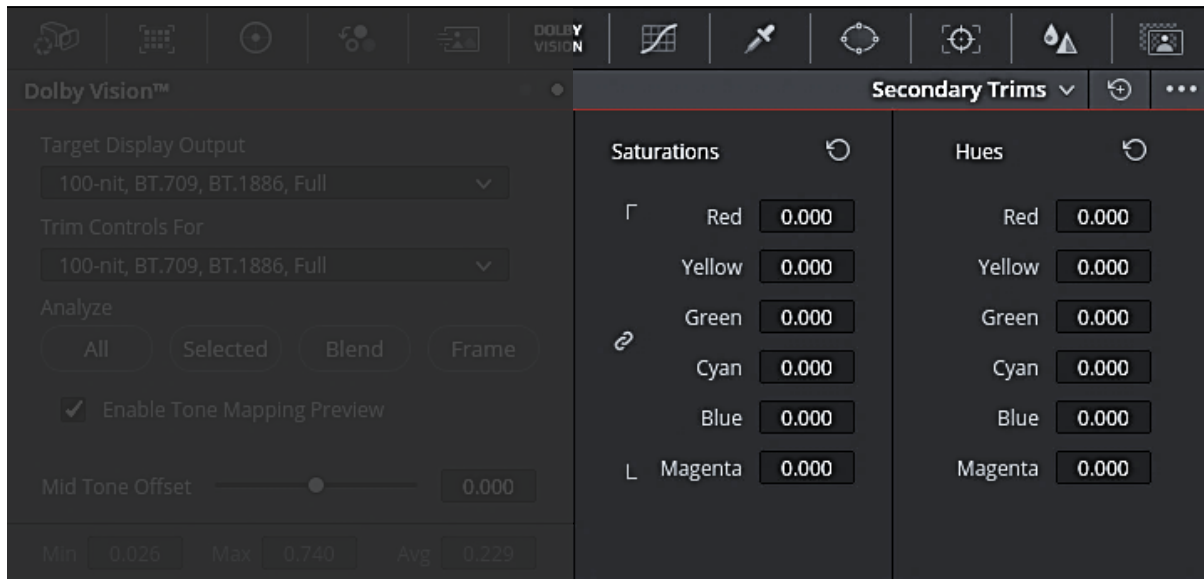 DOLBY
VISION
Dolby Vision™
Secondary Trims
Target Display Output
100-nit, BT.709, BT.1886, Full
Trim Controls For
100-nit, BT.709, BT.1886, Full
Analyze
All Selected Blend Frame
Enable Tone Mapping Preview
Mid Tone Offset 0.000
Min 0.026 Max 0.740 Avg 0.229
Saturations
Red 0.000
Yellow 0.000
Green 0.000
Cyan 0.000
Blue 0.000
Magenta 0.000
Hues
Red 0.000
Yellow 0.000
Green 0.000
Cyan 0.000
Blue 0.000
Magenta 0.000